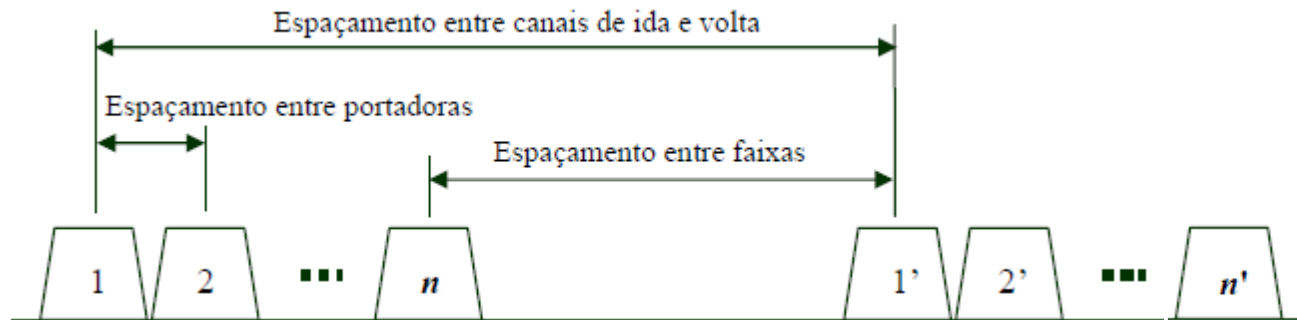 Espaçamento entre canais de ida e volta
Espaçamento entre portadoras
Espaçamento entre faixas
1 2 n 1’ 2’ n'